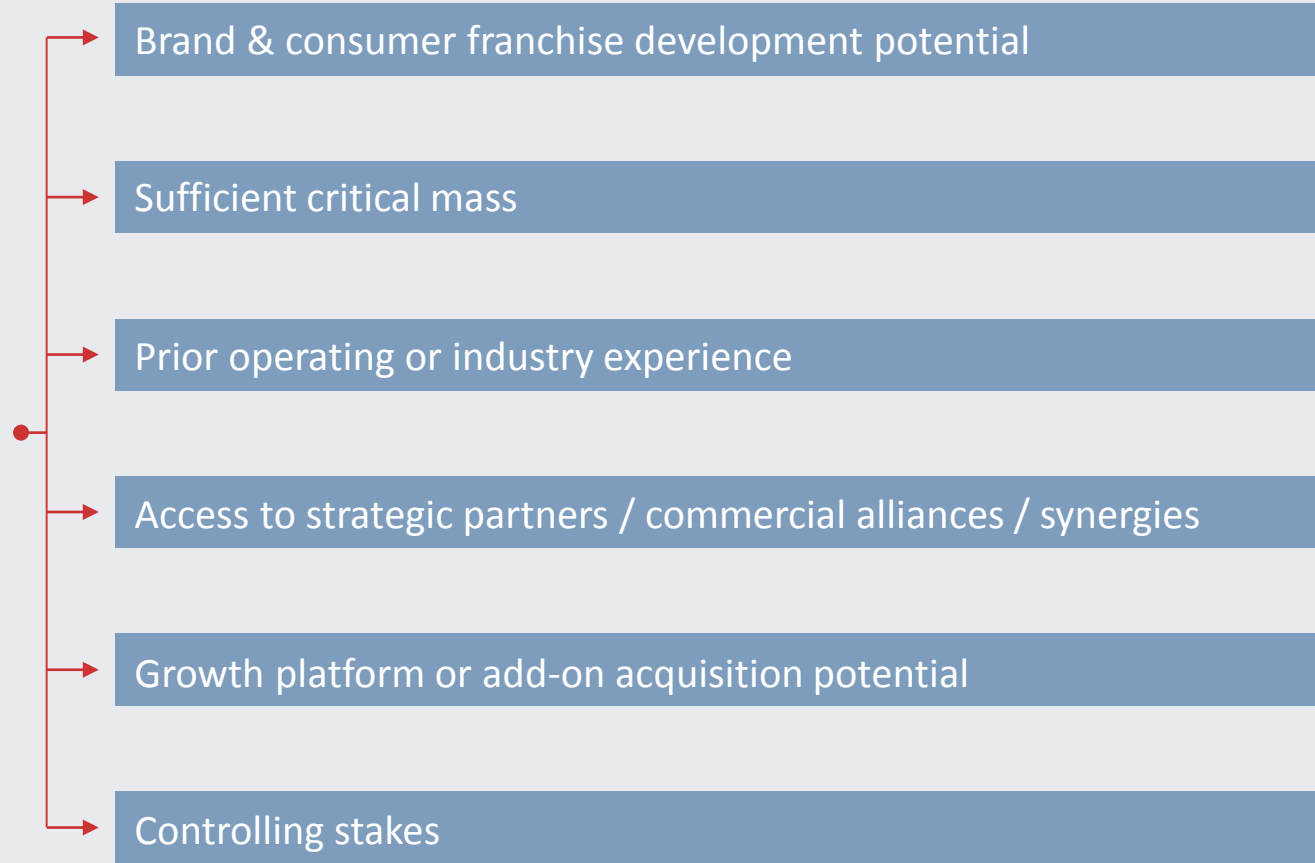 Brand & consumer franchise development potential
Sufficient critical mass
Prior operating or industry experience
Access to strategic partners / commercial alliances / synergies
Growth platform or add-on acquisition potential
Controlling stakes